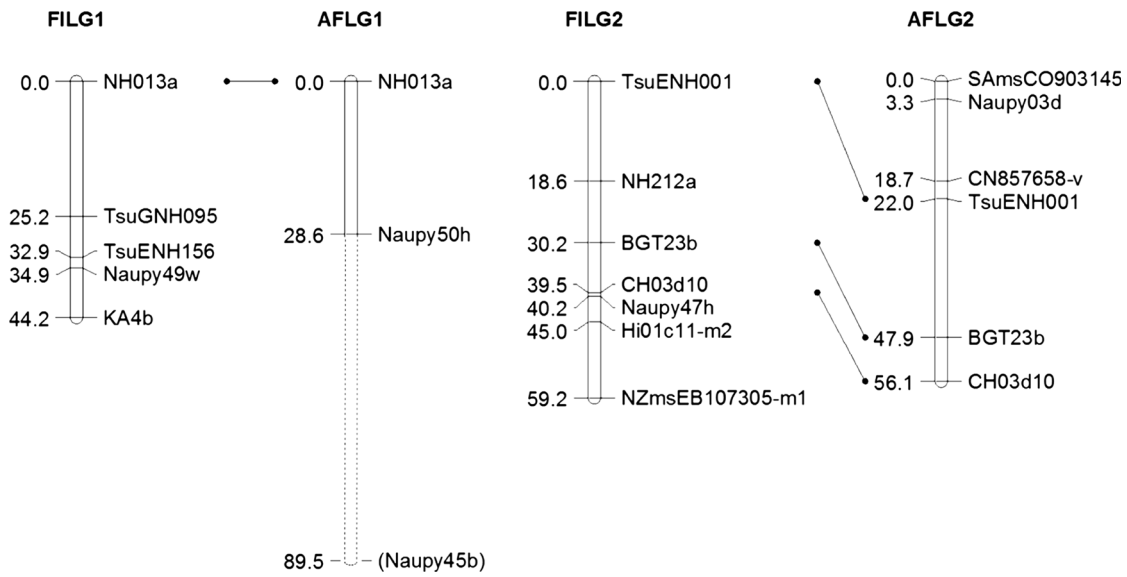 FILG1
0.0 NH013a
25.2 TsuGNH095
32.9 TsuENH156
34.9 Naupy49w
44.2 KA4b
AFLG1
0.0 NH013a
28.6 Naupy50h
89.5 (Naupy45b)
FILG2
0.0 TsuENH001
18.6 NH212a
30.2 BGT23b
39.5 CH03d10
40.2 Naupy47h
45.0 Hi01c11-m2
59.2 NZmsEB107305-m1
AFLG2
0.0 SAmsCO903145
3.3 Naupy03d
18.7 CN857658-v
22.0 TsuENH001
47.9 BGT23b
56.1 CH03d10